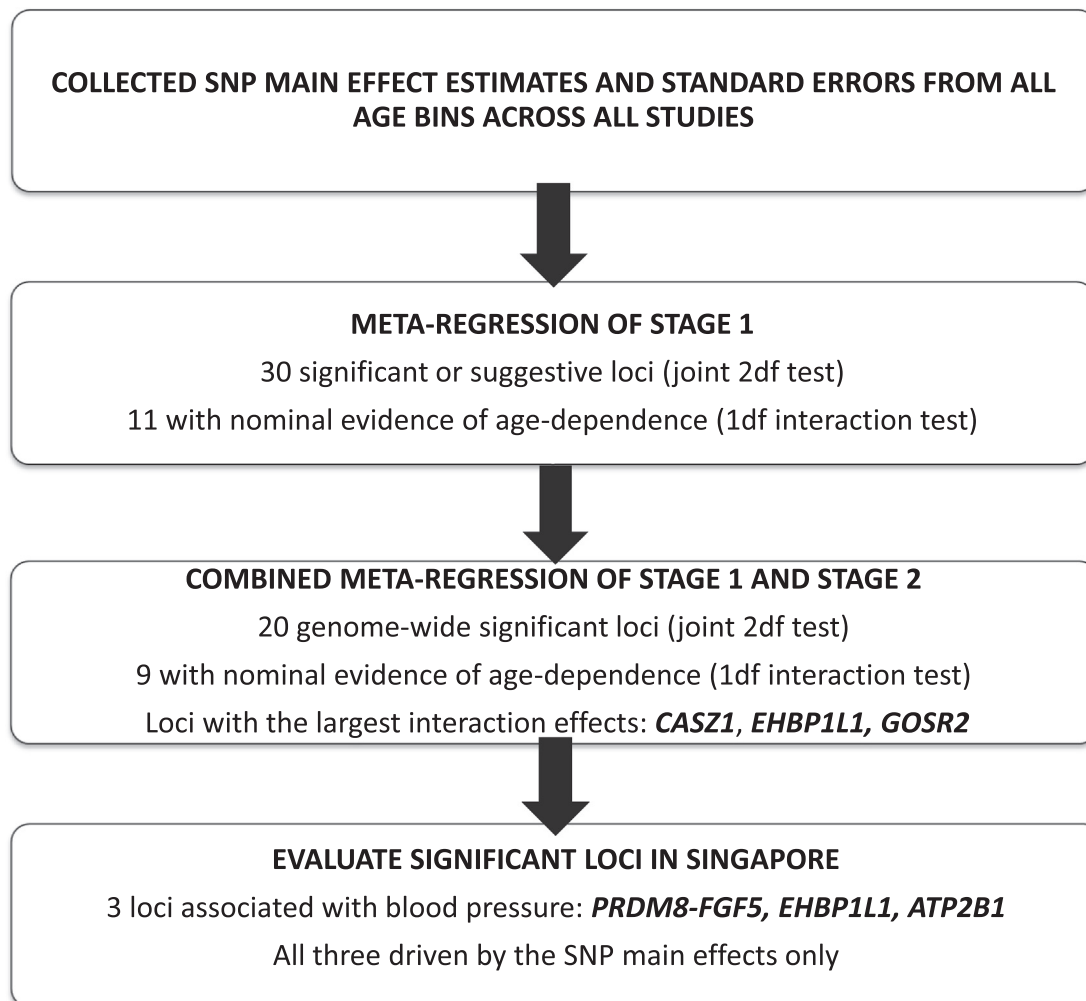 COLLECTED SNP MAIN EFFECT ESTIMATES AND STANDARD ERRORS FROM ALL
AGE BINS ACROSS ALL STUDIES
META-REGRESSION OF STAGE 1
30 significant or suggestive loci (joint 2df test)
11 with nominal evidence of age-dependence (1df interaction test)
COMBINED META-REGRESSION OF STAGE 1 AND STAGE 2
20 genome-wide significant loci (joint 2df test)
9 with nominal evidence of age-dependence (1df interaction test)
Loci with the largest interaction effects: CASZ1, EHBP1L1, GOSR2
EVALUATE SIGNIFICANT LOCI IN SINGAPORE
3 loci associated with blood pressure: PRDM8-FGF5, EHBP1L1, ATP2B1
All three driven by the SNP main effects only